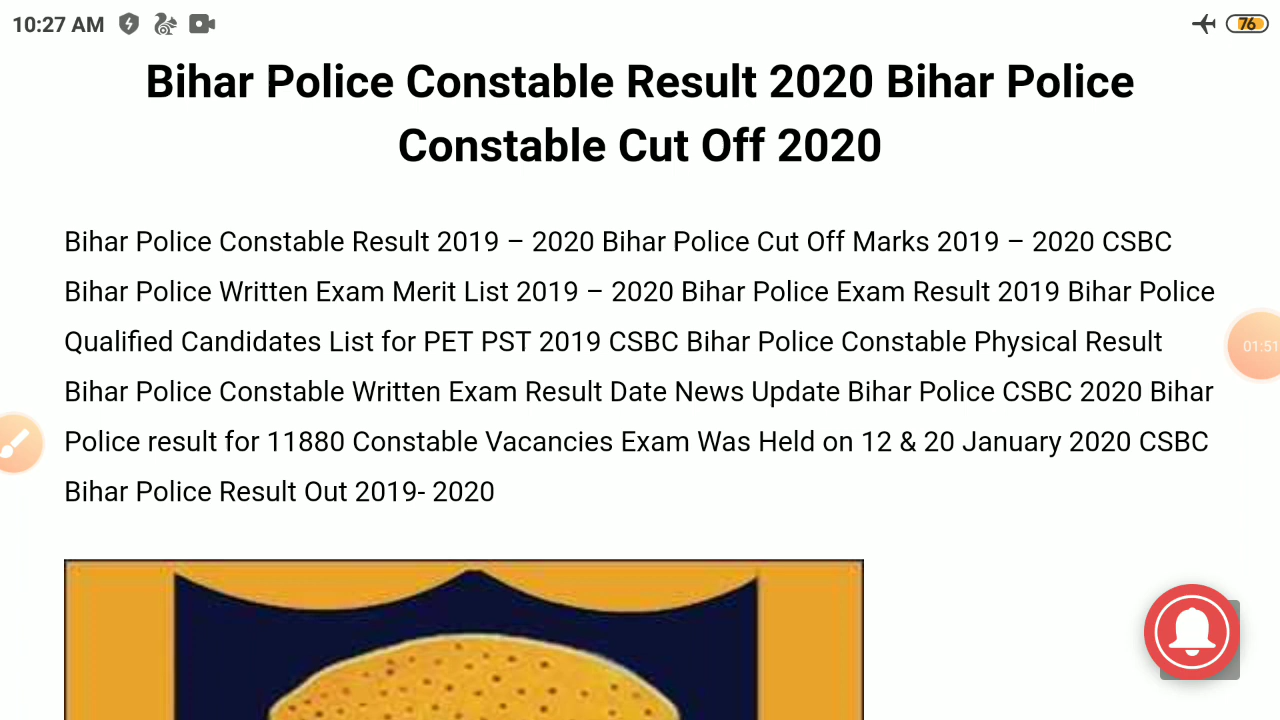 10:27 AM
76
Bihar Police Constable Result 2020 Bihar Police
Constable Cut Off 2020
Bihar Police Constable Result 2019 – 2020 Bihar Police Cut Off Marks 2019 – 2020 CSBC
Bihar Police Written Exam Merit List 2019 – 2020 Bihar Police Exam Result 2019 Bihar Police
Qualified Candidates List for PET PST 2019 CSBC Bihar Police Constable Physical Result
01:51
Bihar Police Constable Written Exam Result Date News Update Bihar Police CSBC 2020 Bihar
Police result for 11880 Constable Vacancies Exam Was Held on 12 & 20 January 2020 CSBC
Bihar Police Result Out 2019- 2020